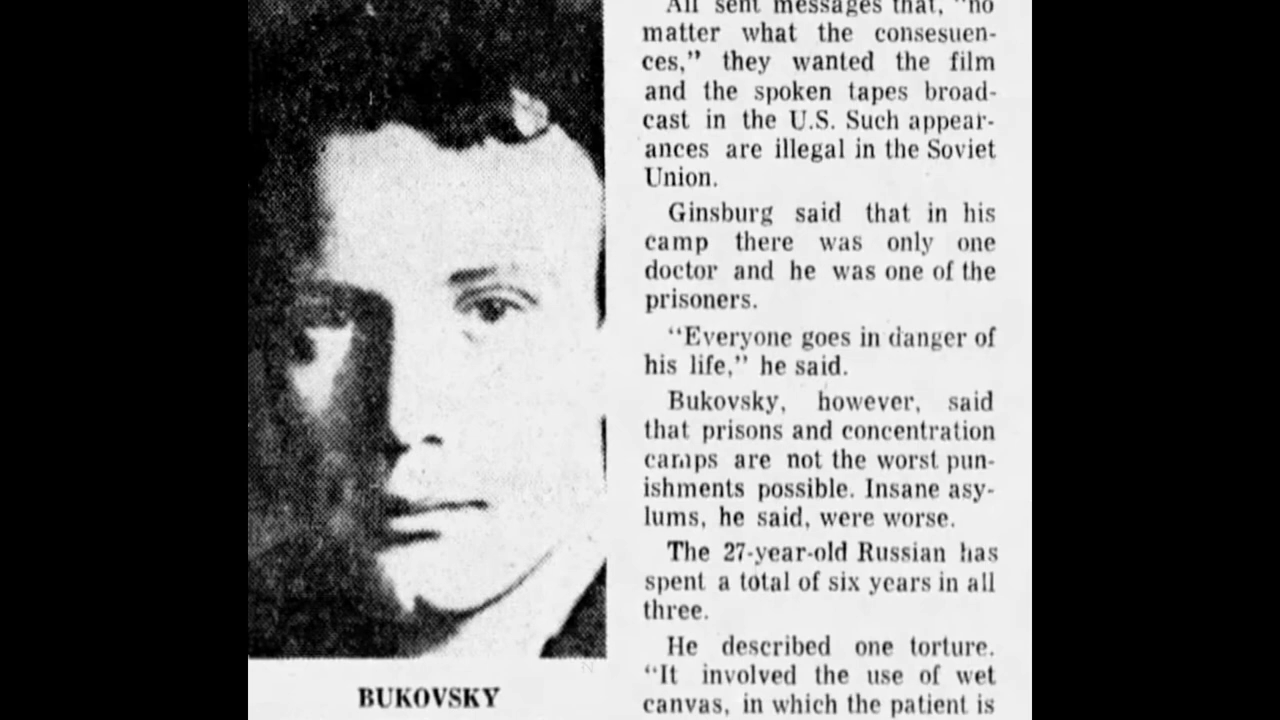 All sent messages that, "no
matter what the consesuen-
ces," they wanted the film
and the spoken tapes broad-
cast in the U.S. Such appear-
ances are illegal in the Soviet
Union.
Ginsburg said that in his
camp there was only one
doctor and he was one of the
prisoners.
"Everyone goes in danger of
his life," he said.
Bukovsky, however, said
that prisons and concentration
camps are not the worst pun-
ishments possible. Insane asy-
lums, he said, were worse.
The 27-year-old Russian has
spent a total of six years in all
three.
He described one torture.
"It involved the use of wet
canvas, in which the patient is
BUKOVSKY